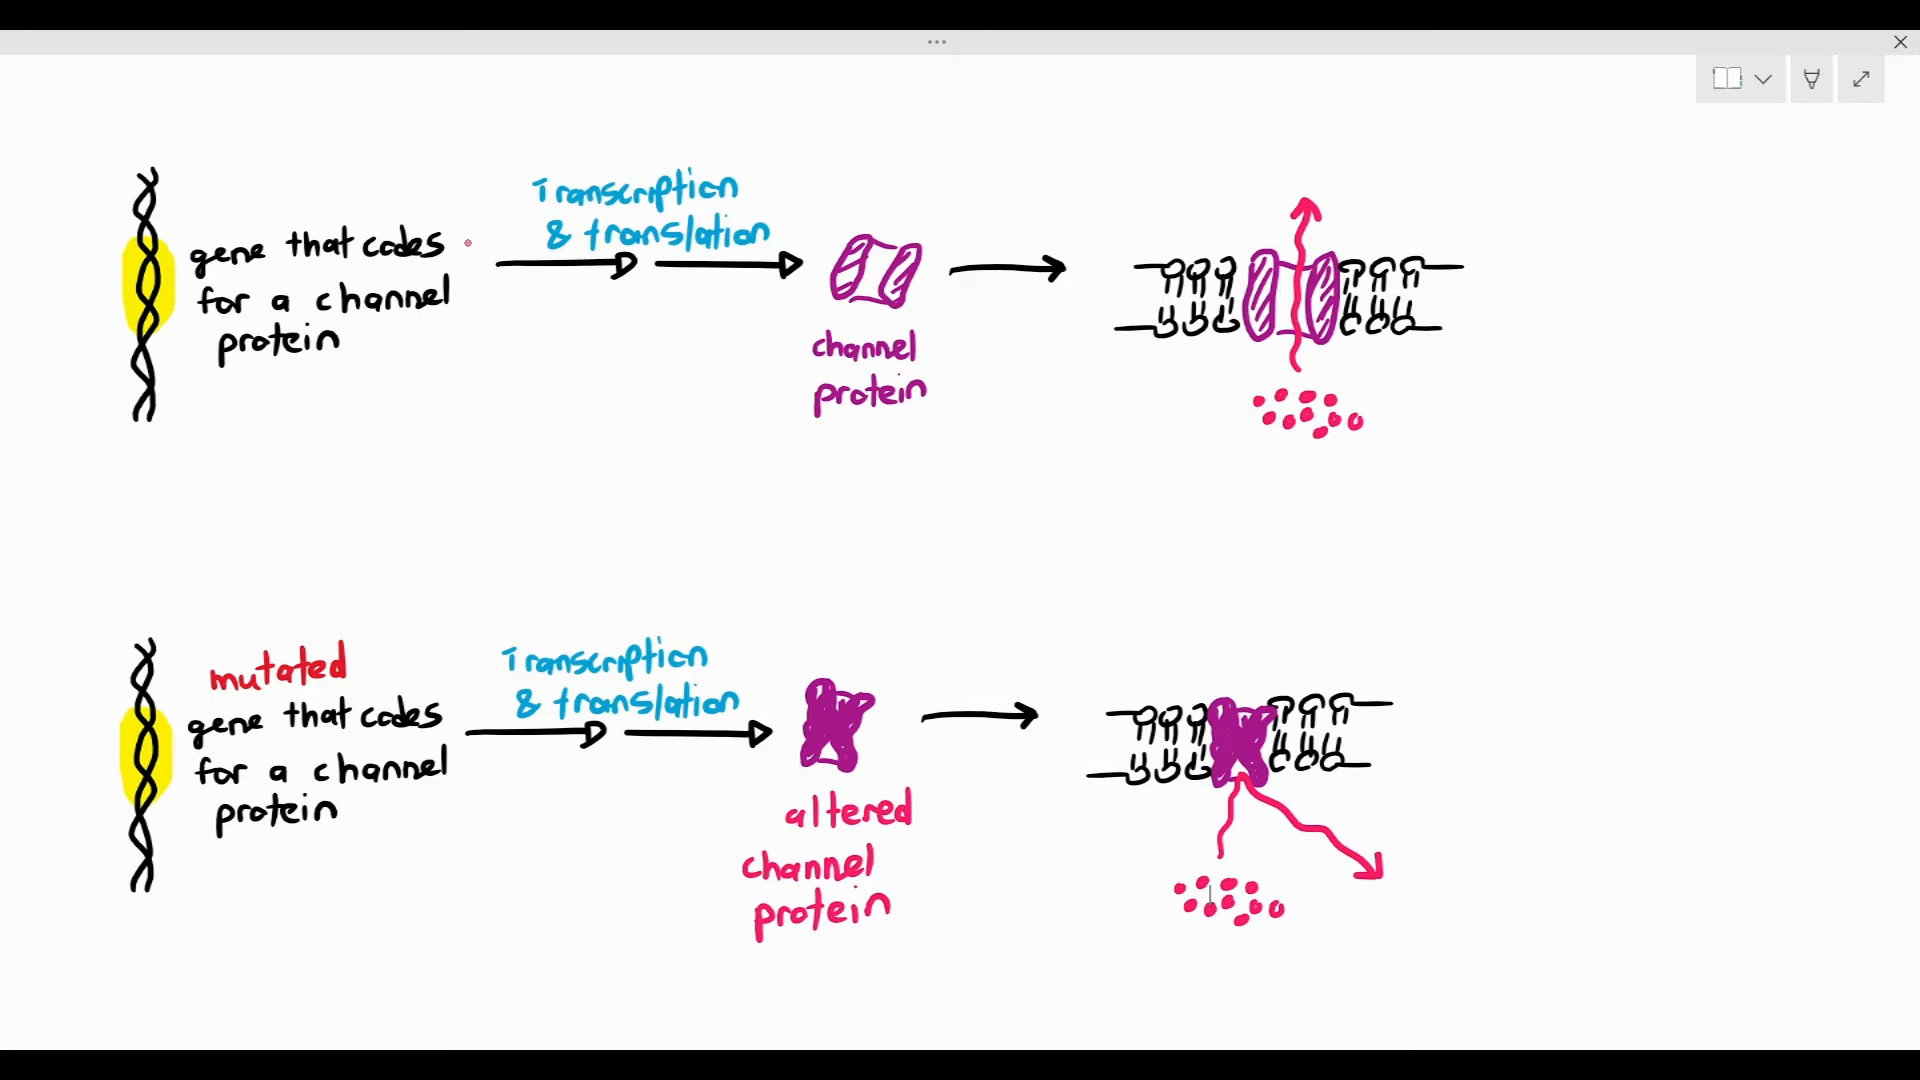 Transcription
& translation
gene that codes
for a channel
protein
channel
protein
mutated
Transcription
& translation
gene that codes
for a channel
protein
altered
channel
protein